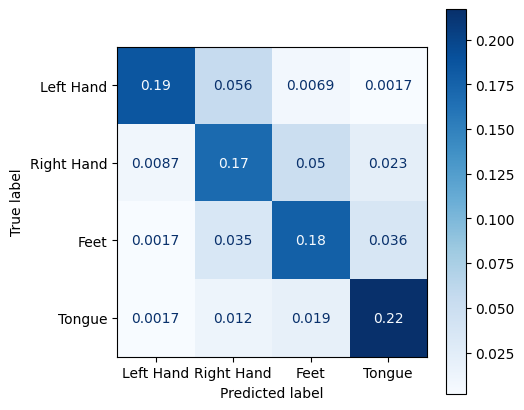 Left Hand 0.19 0.056 0.0069 0.0017
Right Hand 0.0087 0.17 0.05 0.023
Feet 0.0017 0.035 0.18 0.036
Tongue 0.0017 0.012 0.019 0.22
Left Hand Right Hand Feet Tongue
Predicted label
True label
0.200
0.175
0.150
0.125
0.100
0.075
0.050
0.025